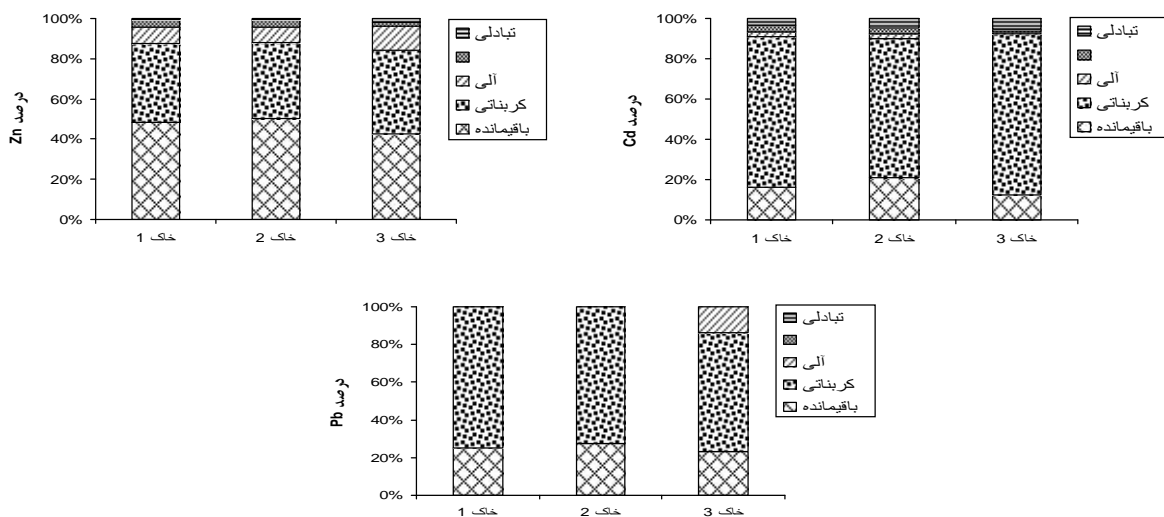 درصد Zn
100%
80%
60%
40%
20%
0%
خاک 1
خاک 2
خاک 3
تبادلی
آلی
کربناتی
باقیمانده
درصد Cd
100%
80%
60%
40%
20%
0%
خاک 1
خاک 2
خاک 3
تبادلی
آلی
کربناتی
باقیمانده
درصد Pb
100%
80%
60%
40%
20%
0%
خاک 1
خاک 2
خاک 3
تبادلی
آلی
کربناتی
باقیمانده